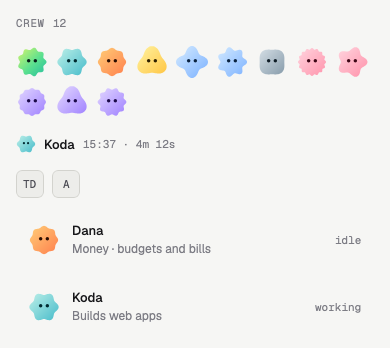 CREW 12
Koda 15:37 · 4m 12s
TD A
Dana
Money · budgets and bills
idle
Koda
Builds web apps
working